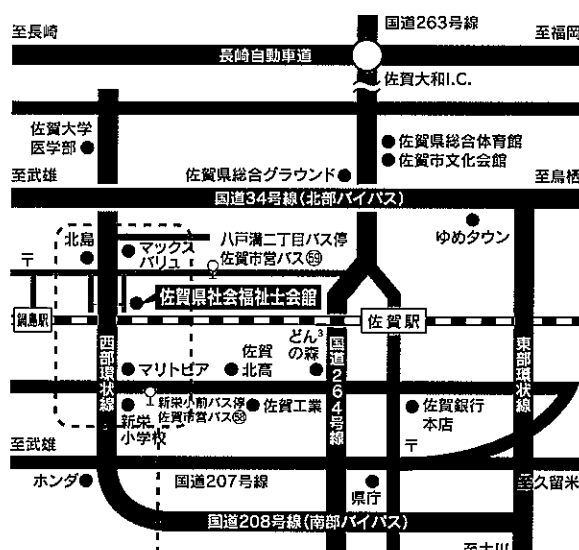 国道263号線
至長崎
至福岡
長崎自動車道
佐賀大和I.C.
佐賀大学
医学部
佐賀県総合体育館
佐賀市文化会館
至武雄
佐賀県総合グラウンド
至鳥栖
国道34号線(北部バイパス)
ゆめタウン
北島
マックス
バリュ
八戸溝二丁目バス停
佐賀市営バス㊾
〒
佐賀県社会福祉士会館
鍋島駅
佐賀駅
西部環状線
国道264号線
東部環状線
どん3
の森
マリトピア
佐賀
北高
新栄小前バス停
佐賀市営バス㊿
新栄
小学校
佐賀工業
佐賀銀行
本店
〒
至武雄
ホンダ
国道207号線
県庁
至久留米
国道208号線(南部バイパス)